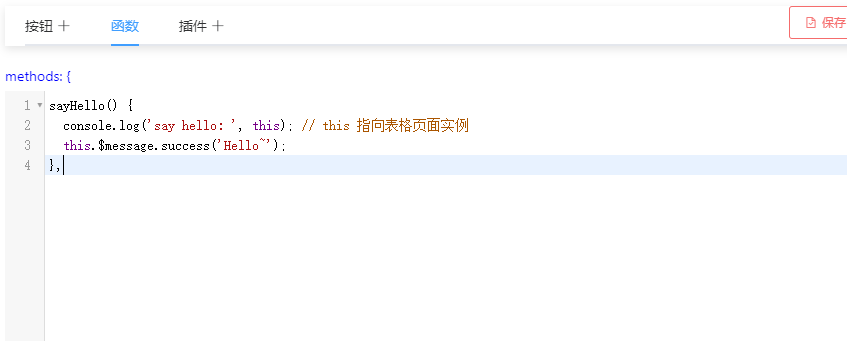 按钮 +
函数
插件 +
保存
methods: {
1 sayHello() {
2 console.log('say hello: ', this); // this 指向表格页面实例
3 this.$message.success('Hello~');
4 },